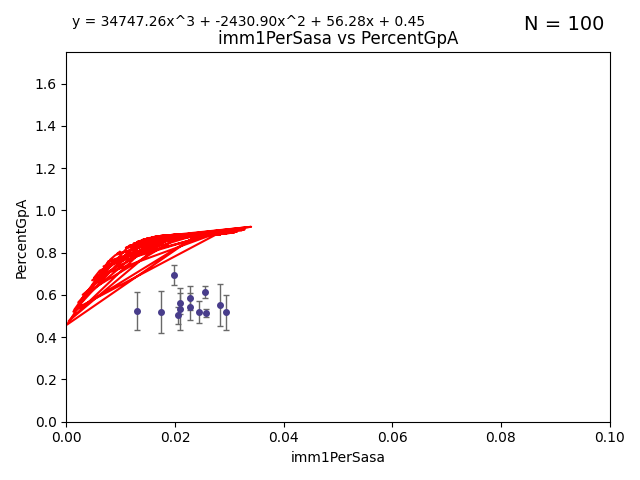 y = 34747.26x^3 + -2430.90x^2 + 56.28x + 0.45
N = 100
imm1PerSasa vs PercentGpA
PercentGpA
1.6
1.4
1.2
1.0
0.8
0.6
0.4
0.2
0.0
0.00 0.02 0.04 0.06 0.08 0.10
imm1PerSasa